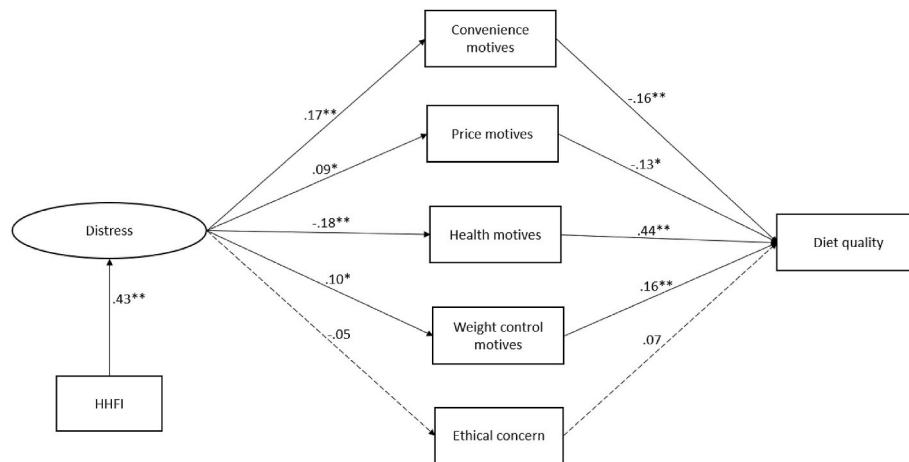 Convenience
motives
.17**
-.16**
Price motives
.09*
-.13*
Distress
-.18**
Health motives
.44**
Diet quality
.43**
.10*
Weight control
motives
.16**
-.05
.07
HHFI
Ethical concern